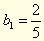 b₁ = 2/5